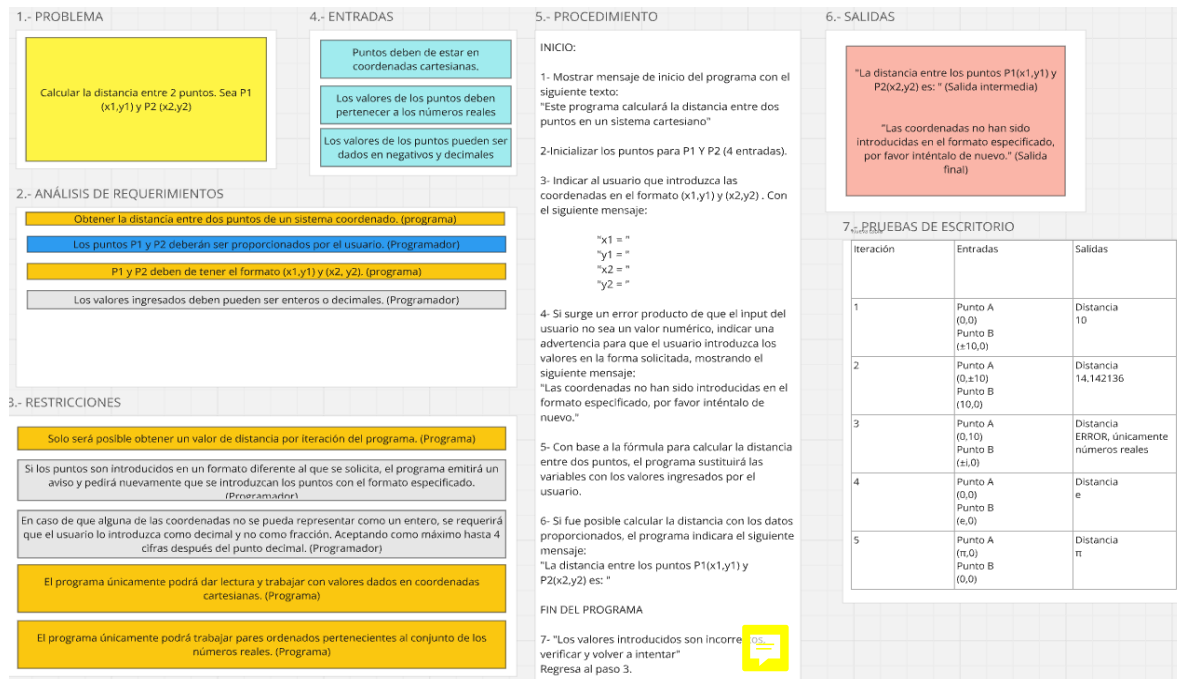 1.- PROBLEMA
Calcular la distancia entre 2 puntos. Sea P1
(x1,y1) y P2 (x2,y2)
2.- ANÁLISIS DE REQUERIMIENTOS
Obtener la distancia entre dos puntos de un sistema coordenado. (programa)
Los puntos P1 y P2 deberán ser proporcionados por el usuario. (Programador)
P1 y P2 deben de tener el formato (x1,y1) y (x2, y2). (programa)
Los valores ingresados deben pueden ser enteros o decimales. (Programador)
3.- RESTRICCIONES
Solo será posible obtener un valor de distancia por iteración del programa. (Programa)
Si los puntos son introducidos en un formato diferente al que se solicita, el programa emitirá un
aviso y pedirá nuevamente que se introduzcan los puntos con el formato especificado.
(Programador)
En caso de que alguna de las coordenadas no se pueda representar como un entero, se requerirá
que el usuario lo introduzca como decimal y no como fracción. Aceptando como máximo hasta 4
cifras después del punto decimal. (Programador)
El programa únicamente podrá dar lectura y trabajar con valores dados en coordenadas
cartesianas. (Programa)
El programa únicamente podrá trabajar pares ordenados pertenecientes al conjunto de los
números reales. (Programa)
4.- ENTRADAS
Puntos deben de estar en
coordenadas cartesianas.
Los valores de los puntos deben
pertenecer a los números reales
Los valores de los puntos pueden ser
dados en negativos y decimales
5.- PROCEDIMIENTO
INICIO:
1- Mostrar mensaje de inicio del programa con el
siguiente texto:
"Este programa calculará la distancia entre dos
puntos en un sistema cartesiano"
2-Inicializar los puntos para P1 Y P2 (4 entradas).
3- Indicar al usuario que introduzca las
coordenadas en el formato (x1,y1) y (x2,y2) . Con
el siguiente mensaje:
"x1 = "
"y1 = "
"x2 = "
"y2 = "
4- Si surge un error producto de que el input del
usuario no sea un valor numérico, indicar una
advertencia para que el usuario introduzca los
valores en la forma solicitada, mostrando el
siguiente mensaje:
"Las coordenadas no han sido introducidas en el
formato especificado, por favor inténtalo de
nuevo."
5- Con base a la fórmula para calcular la distancia
entre dos puntos, el programa sustituirá las
variables con los valores ingresados por el
usuario.
6- Si fue posible calcular la distancia con los datos
proporcionados, el programa indicara el siguiente
mensaje:
"La distancia entre los puntos P1(x1,y1) y
P2(x2,y2) es: "
FIN DEL PROGRAMA
7- "Los valores introducidos son incorrectos,
verificar y volver a intentar"
Regresa al paso 3.
6.- SALIDAS
"La distancia entre los puntos P1(x1,y1) y
P2(x2,y2) es: " (Salida intermedia)
"Las coordenadas no han sido
introducidas en el formato especificado,
por favor inténtalo de nuevo." (Salida
final)
7.- PRUEBAS DE ESCRITORIO
Iteración Entradas Salidas
1 Punto A Distancia
(0,0) 10
Punto B
(±10,0)
2 Punto A Distancia
(0,±10) 14,142136
Punto B
(10,0)
3 Punto A Distancia
(0,10) ERROR, únicamente
Punto B números reales
(±i,0)
4 Punto A Distancia
(0,0) e
Punto B
(e,0)
5 Punto A Distancia
(π,0) π
Punto B
(0,0)